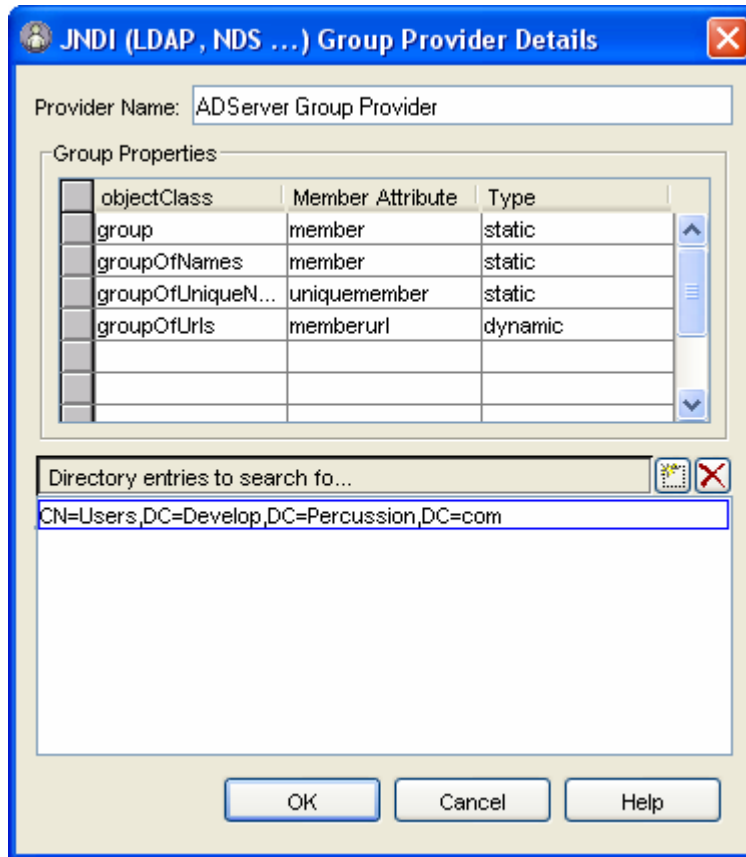 JNDI (LDAP, NDS ...) Group Provider Details
Provider Name: ADServer Group Provider
Group Properties
objectClass Member Attribute Type
group member static
groupOfNames member static
groupOfUniqueN... uniquemember static
groupOfUrls memberurl dynamic
Directory entries to search fo...
CN=Users,DC=Develop,DC=Percussion,DC=com
OK Cancel Help